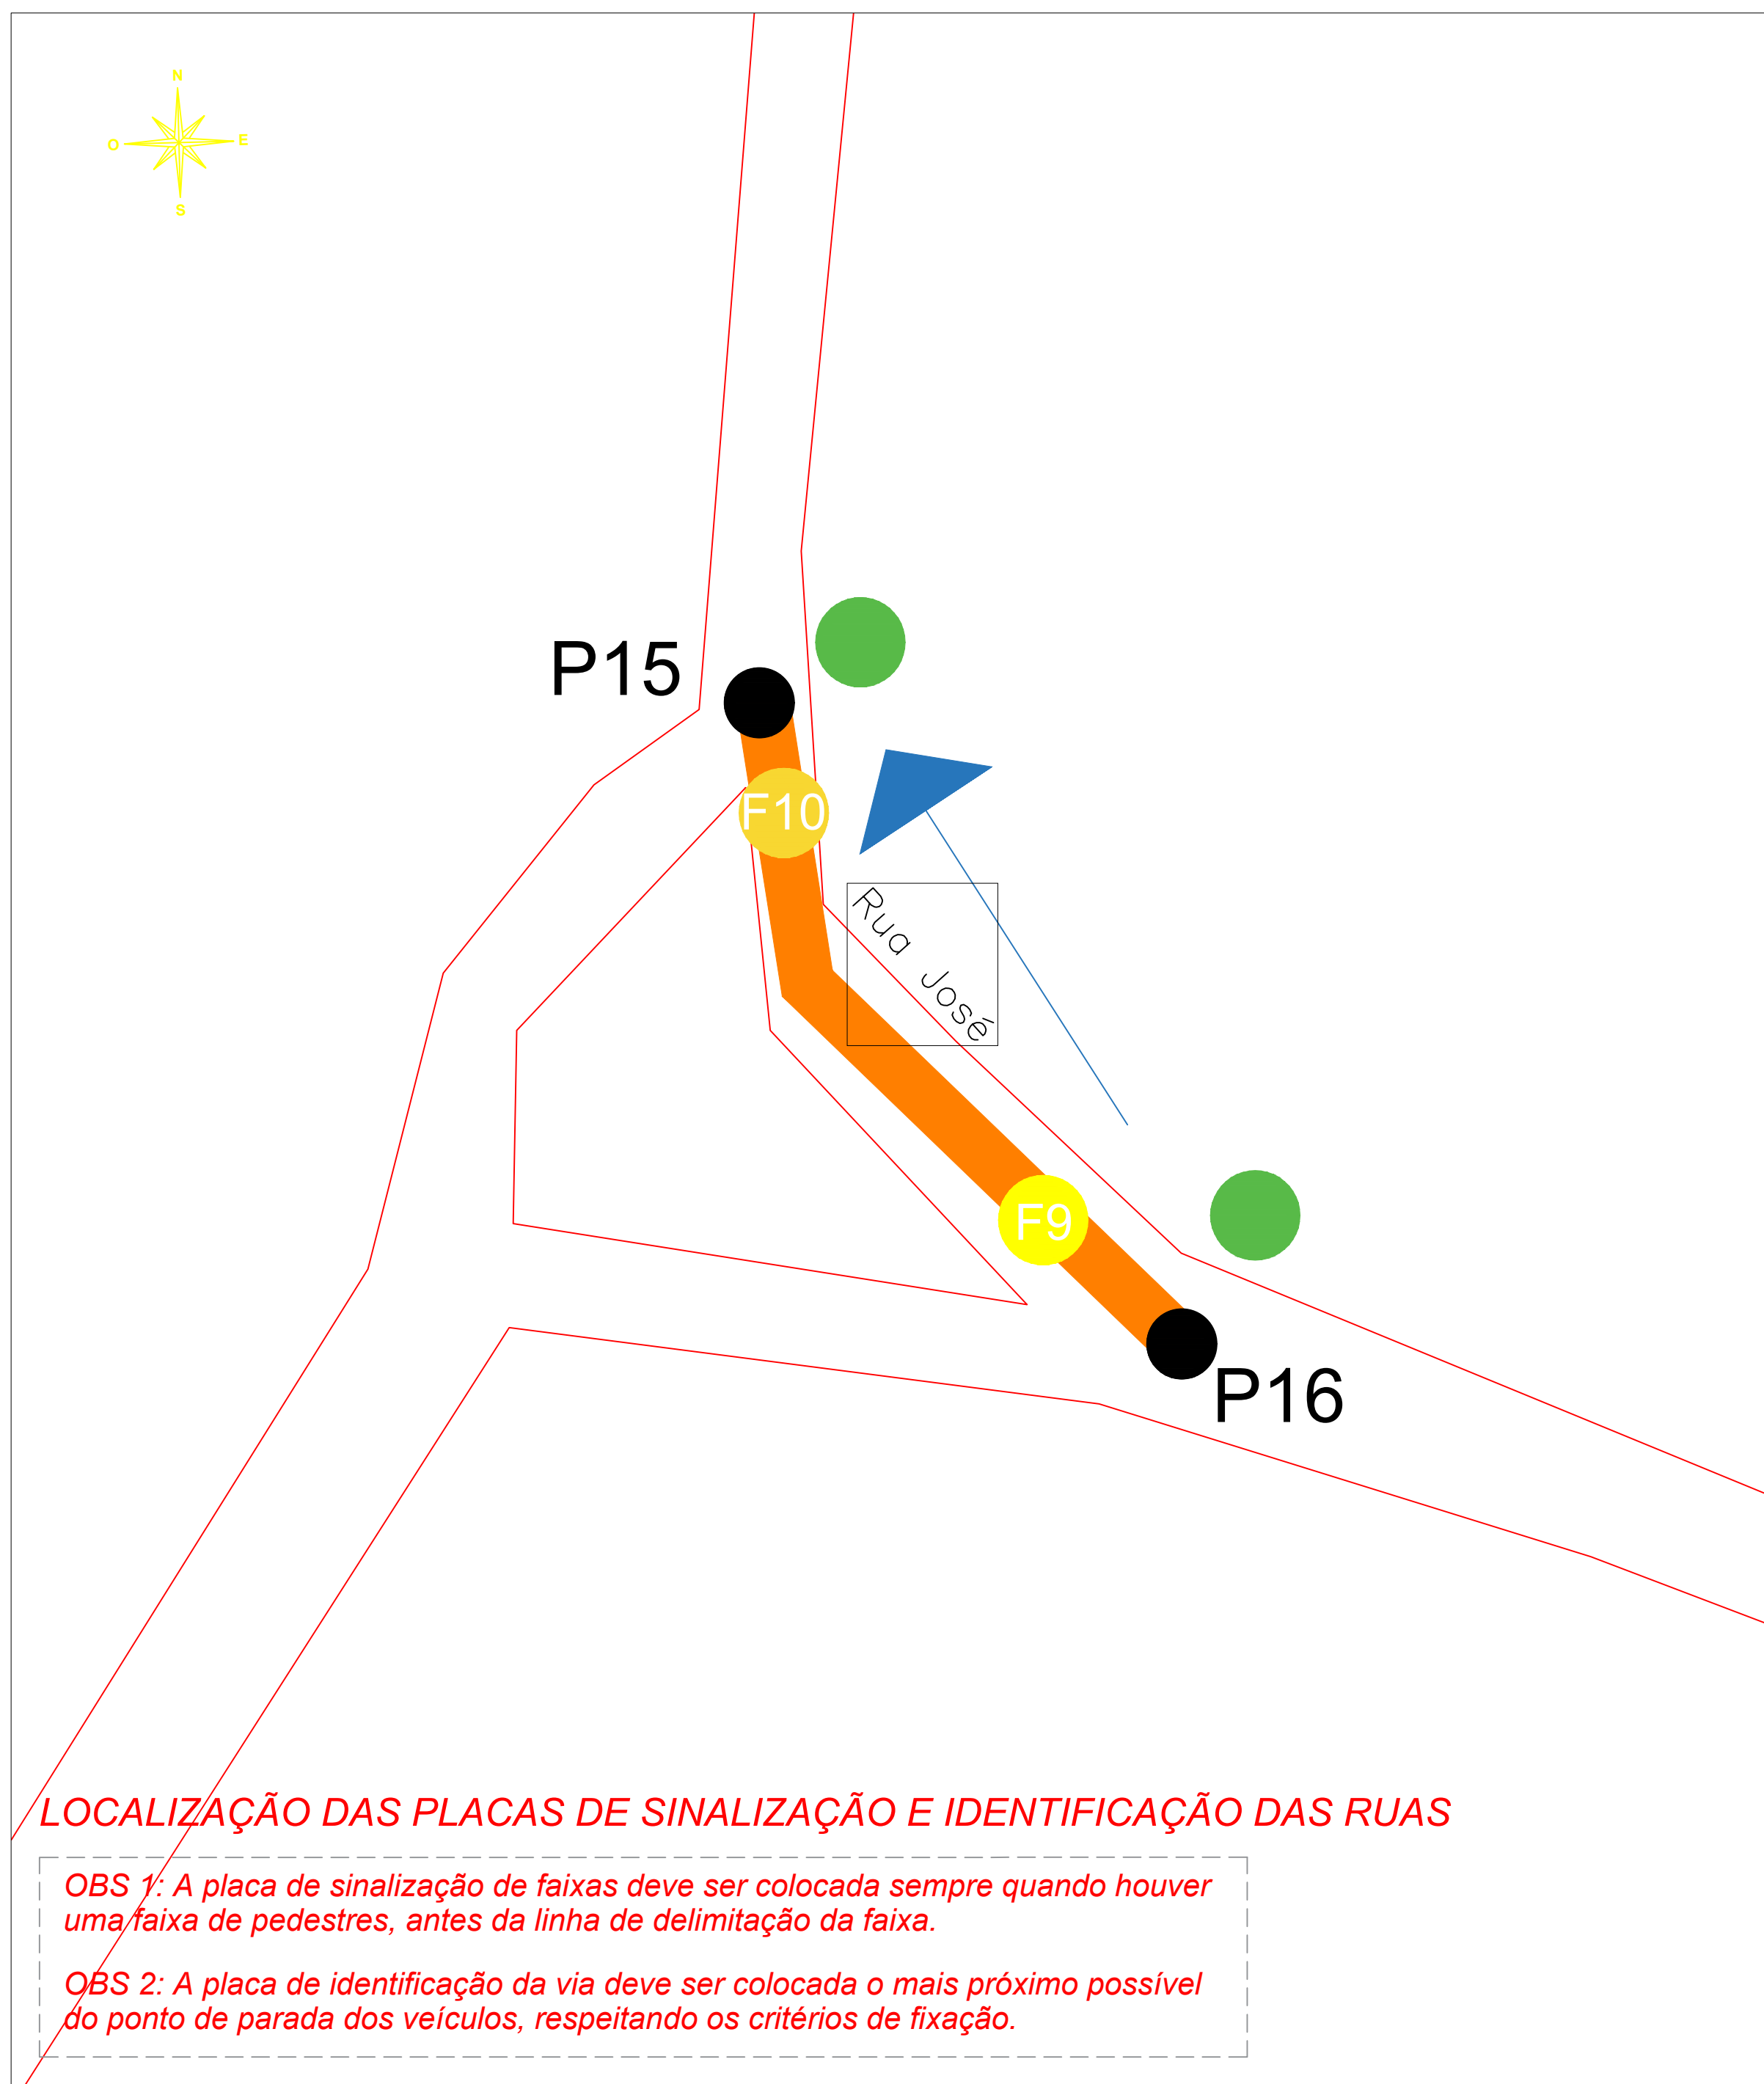 N
O
E
S
P15
F10
Rua José
F9
P16
LOCALIZAÇÃO DAS PLACAS DE SINALIZAÇÃO E IDENTIFICAÇÃO DAS RUAS
OBS 1: A placa de sinalização de faixas deve ser colocada sempre quando houver
uma faixa de pedestres, antes da linha de delimitação da faixa.
OBS 2: A placa de identificação da via deve ser colocada o mais próximo possível
do ponto de parada dos veículos, respeitando os critérios de fixação.